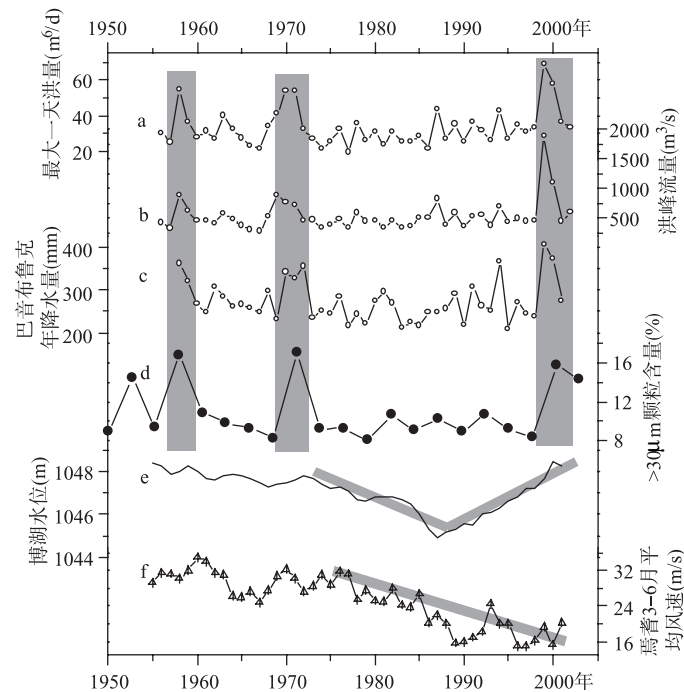 1950 1960 1970 1980 1990 2000年
最大一天洪量(m⁶/d)
60
40
20
a
2000
1500
1000
500
洪峰流量(m³/s)
b
巴音布鲁克
年降水量(mm)
400
300
200
c
d
16
12
8
>30μm颗粒含量(%)
博湖水位(m)
1048
1046
1044
e
f
32
24
16
焉耆3-6月平
均风速(m/s)
1950 1960 1970 1980 1990 2000年